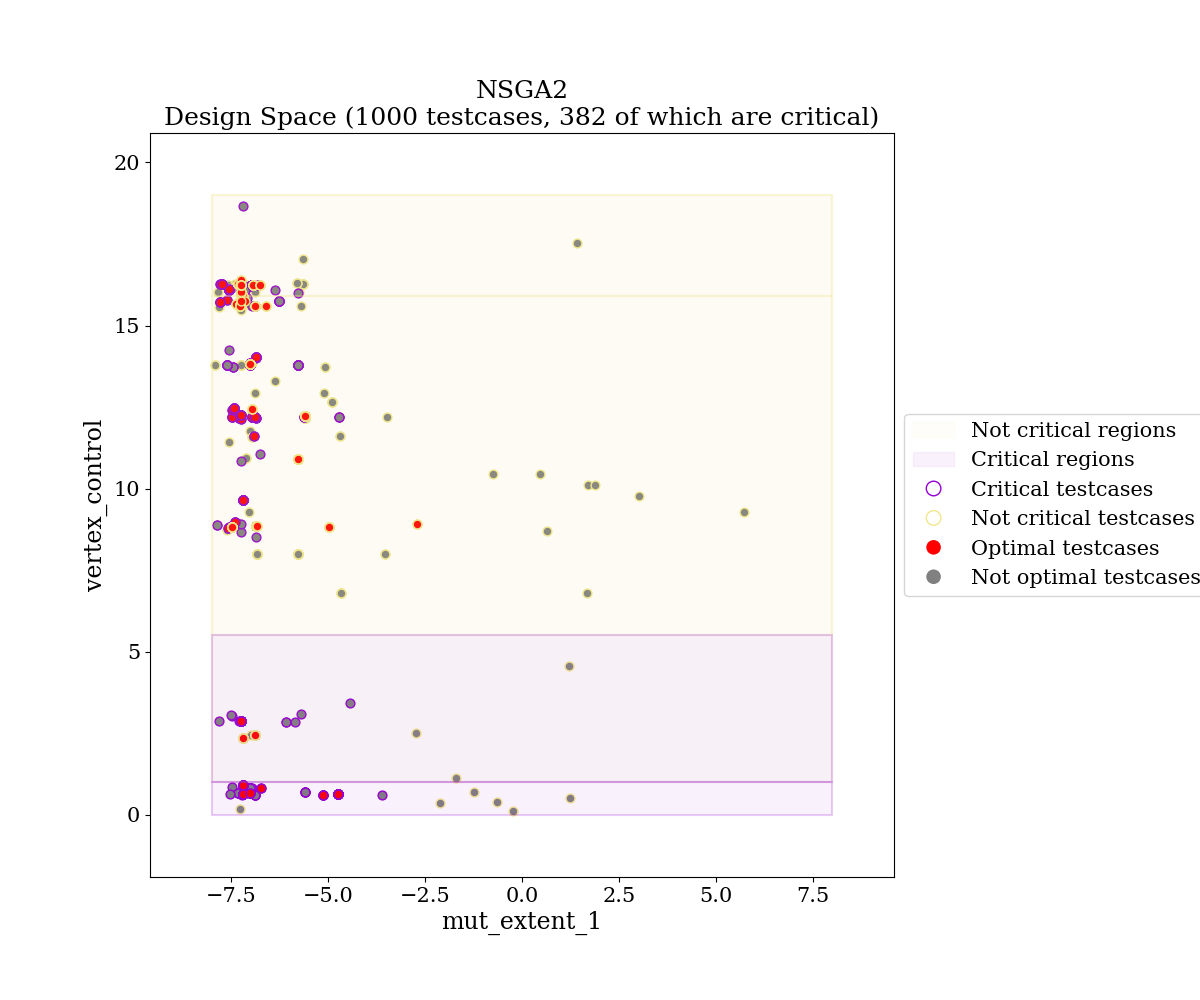 NSGA2
Design Space (1000 testcases, 382 of which are critical)
20
15
10
5
0
vertex_control
−7.5
−5.0
−2.5
0.0
2.5
5.0
7.5
mut_extent_1
Not critical regions
Critical regions
Critical testcases
Not critical testcases
Optimal testcases
Not optimal testcases